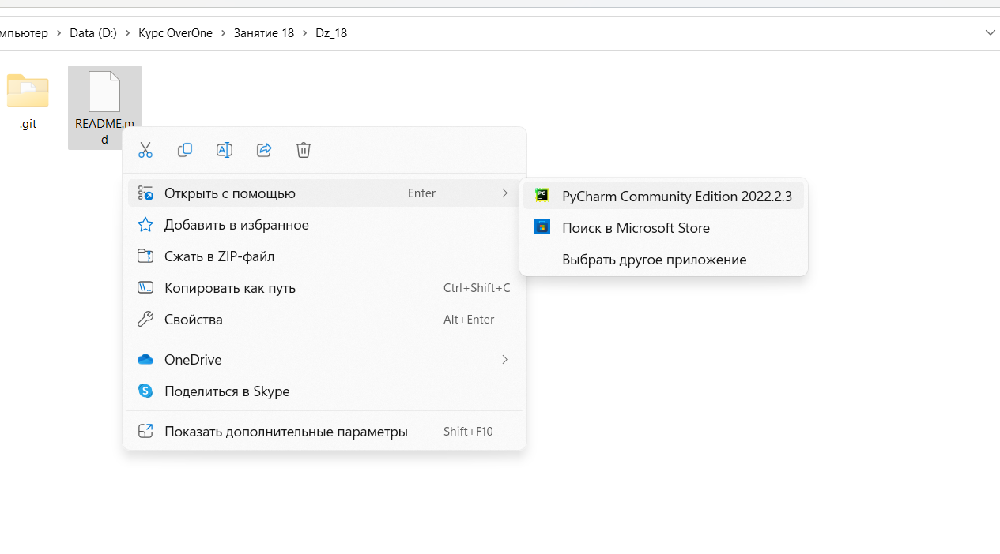 мпьютер > Data (D:) > Курс OverOne > Занятие 18 > Dz_18
.git
README.m
d
Открыть с помощью Enter
Добавить в избранное
Сжать в ZIP-файл
Копировать как путь Ctrl+Shift+C
Свойства Alt+Enter
OneDrive
Поделиться в Skype
Показать дополнительные параметры Shift+F10
PyCharm Community Edition 2022.2.3
Поиск в Microsoft Store
Выбрать другое приложение